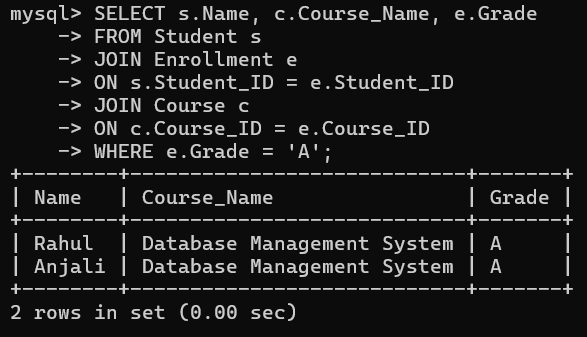 mysql> SELECT s.Name, c.Course_Name, e.Grade
    -> FROM Student s
    -> JOIN Enrollment e
    -> ON s.Student_ID = e.Student_ID
    -> JOIN Course c
    -> ON c.Course_ID = e.Course_ID
    -> WHERE e.Grade = 'A';
+--------+----------------------------+-------+
| Name   | Course_Name                | Grade |
+--------+----------------------------+-------+
| Rahul  | Database Management System | A     |
| Anjali | Database Management System | A     |
+--------+----------------------------+-------+
2 rows in set (0.00 sec)